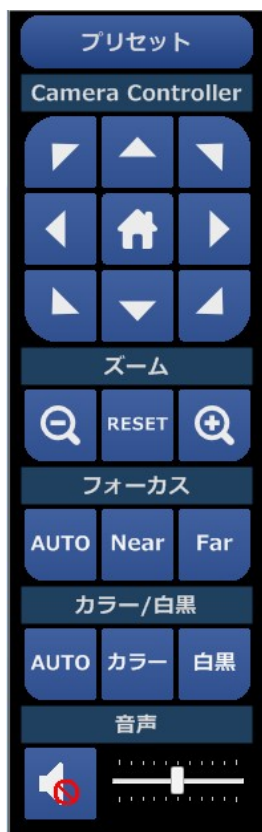 プリセット
Camera Controller
ズーム
RESET
フォーカス
AUTO Near Far
カラー/白黒
AUTO カラー 白黒
音声